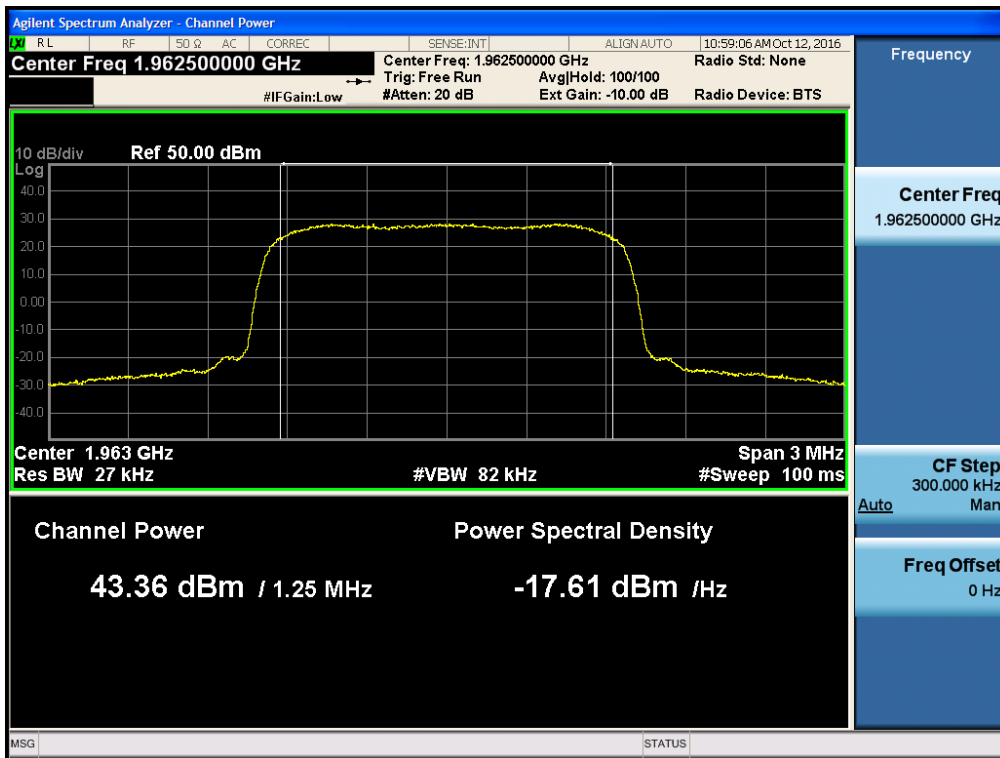 Agilent Spectrum Analyzer - Channel Power
LXI RL RF 50 Ω AC CORREC SENSE:INT ALIGN AUTO 10:59:06 AM Oct 12, 2016
Center Freq 1.962500000 GHz
Center Freq: 1.962500000 GHz Radio Std: None
Trig: Free Run Avg|Hold: 100/100
#IFGain:Low #Atten: 20 dB Ext Gain: -10.00 dB Radio Device: BTS
10 dB/div Ref 50.00 dBm
Log
40.0
30.0
20.0
10.0
0.00
-10.0
-20.0
-30.0
-40.0
Center 1.963 GHz Span 3 MHz
Res BW 27 kHz #VBW 82 kHz #Sweep 100 ms
Channel Power Power Spectral Density
43.36 dBm / 1.25 MHz -17.61 dBm /Hz
MSG STATUS
Frequency
Center Freq
1.962500000 GHz
CF Step
300.000 kHz
Auto Man
Freq Offset
0 Hz